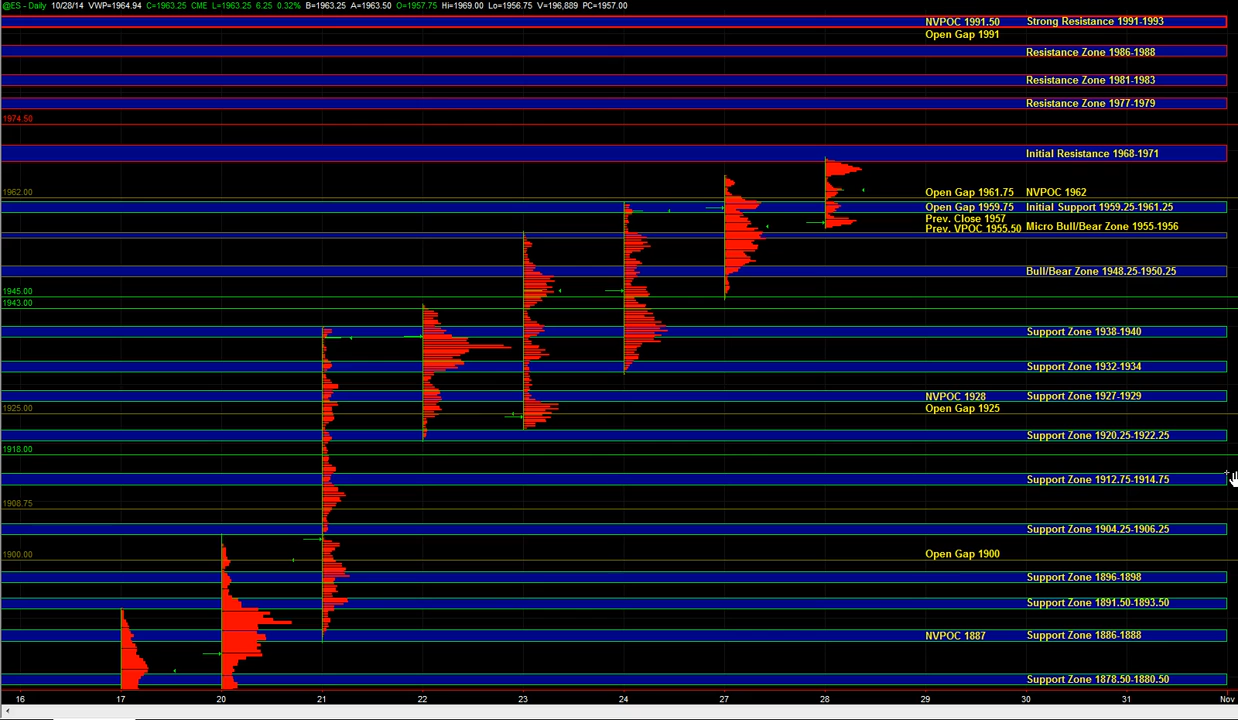 @ES - Daily 10/28/14 VWP=1964.94 C=1963.25 CME L=1963.25 6.25 0.32% B=1963.25 A=1963.50 O=1957.75 Hi=1969.00 Lo=1956.75 V=196,889 PC=1957.00
NVPOC 1991.50 Strong Resistance 1991-1993
Open Gap 1991
Resistance Zone 1986-1988
Resistance Zone 1981-1983
Resistance Zone 1977-1979
1974.50
Initial Resistance 1968-1971
1962.00 Open Gap 1961.75 NVPOC 1962
Open Gap 1959.75 Initial Support 1959.25-1961.25
Prev. Close 1957
Prev. VPOC 1955.50 Micro Bull/Bear Zone 1955-1956
Bull/Bear Zone 1948.25-1950.25
1945.00
1943.00
Support Zone 1938-1940
Support Zone 1932-1934
NVPOC 1928 Support Zone 1927-1929
1925.00 Open Gap 1925
Support Zone 1920.25-1922.25
1918.00
Support Zone 1912.75-1914.75
1908.75
Support Zone 1904.25-1906.25
1900.00 Open Gap 1900
Support Zone 1896-1898
Support Zone 1891.50-1893.50
NVPOC 1887 Support Zone 1886-1888
Support Zone 1878.50-1880.50
16 17 20 21 22 23 24 27 28 29 30 31 Nov